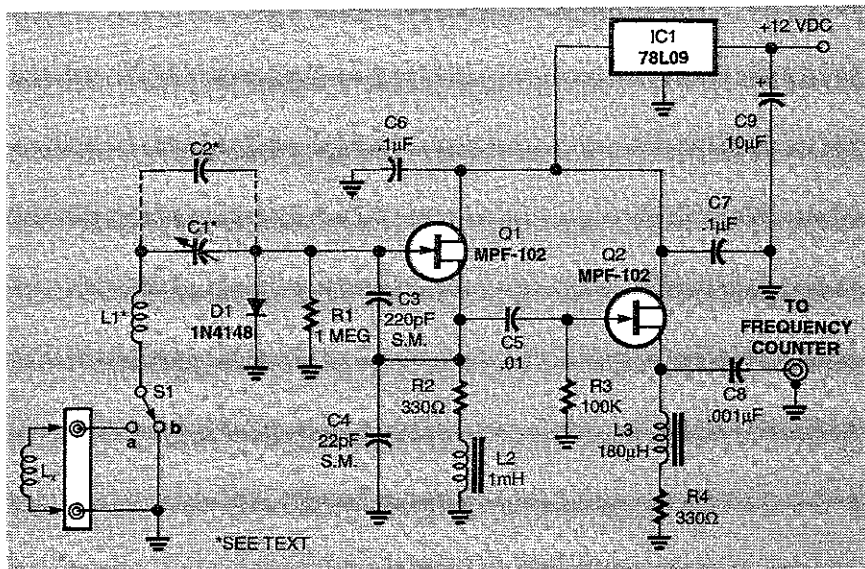 +12 VDC
IC1
78L09
C6
.1µF
C9
10µF
+
C2*
C1*
Q1
MPF-102
C7
.1µF
Q2
MPF-102
L1*
D1
1N4148
R1
1 MEG
C3
220pF
S.M.
C5
.01
TO
FREQUENCY
COUNTER
S1
R2
330Ω
R3
100K
C8
.001µF
a
b
C4
22pF
S.M.
L3
180µH
Lx
L2
1mH
R4
330Ω
*SEE TEXT